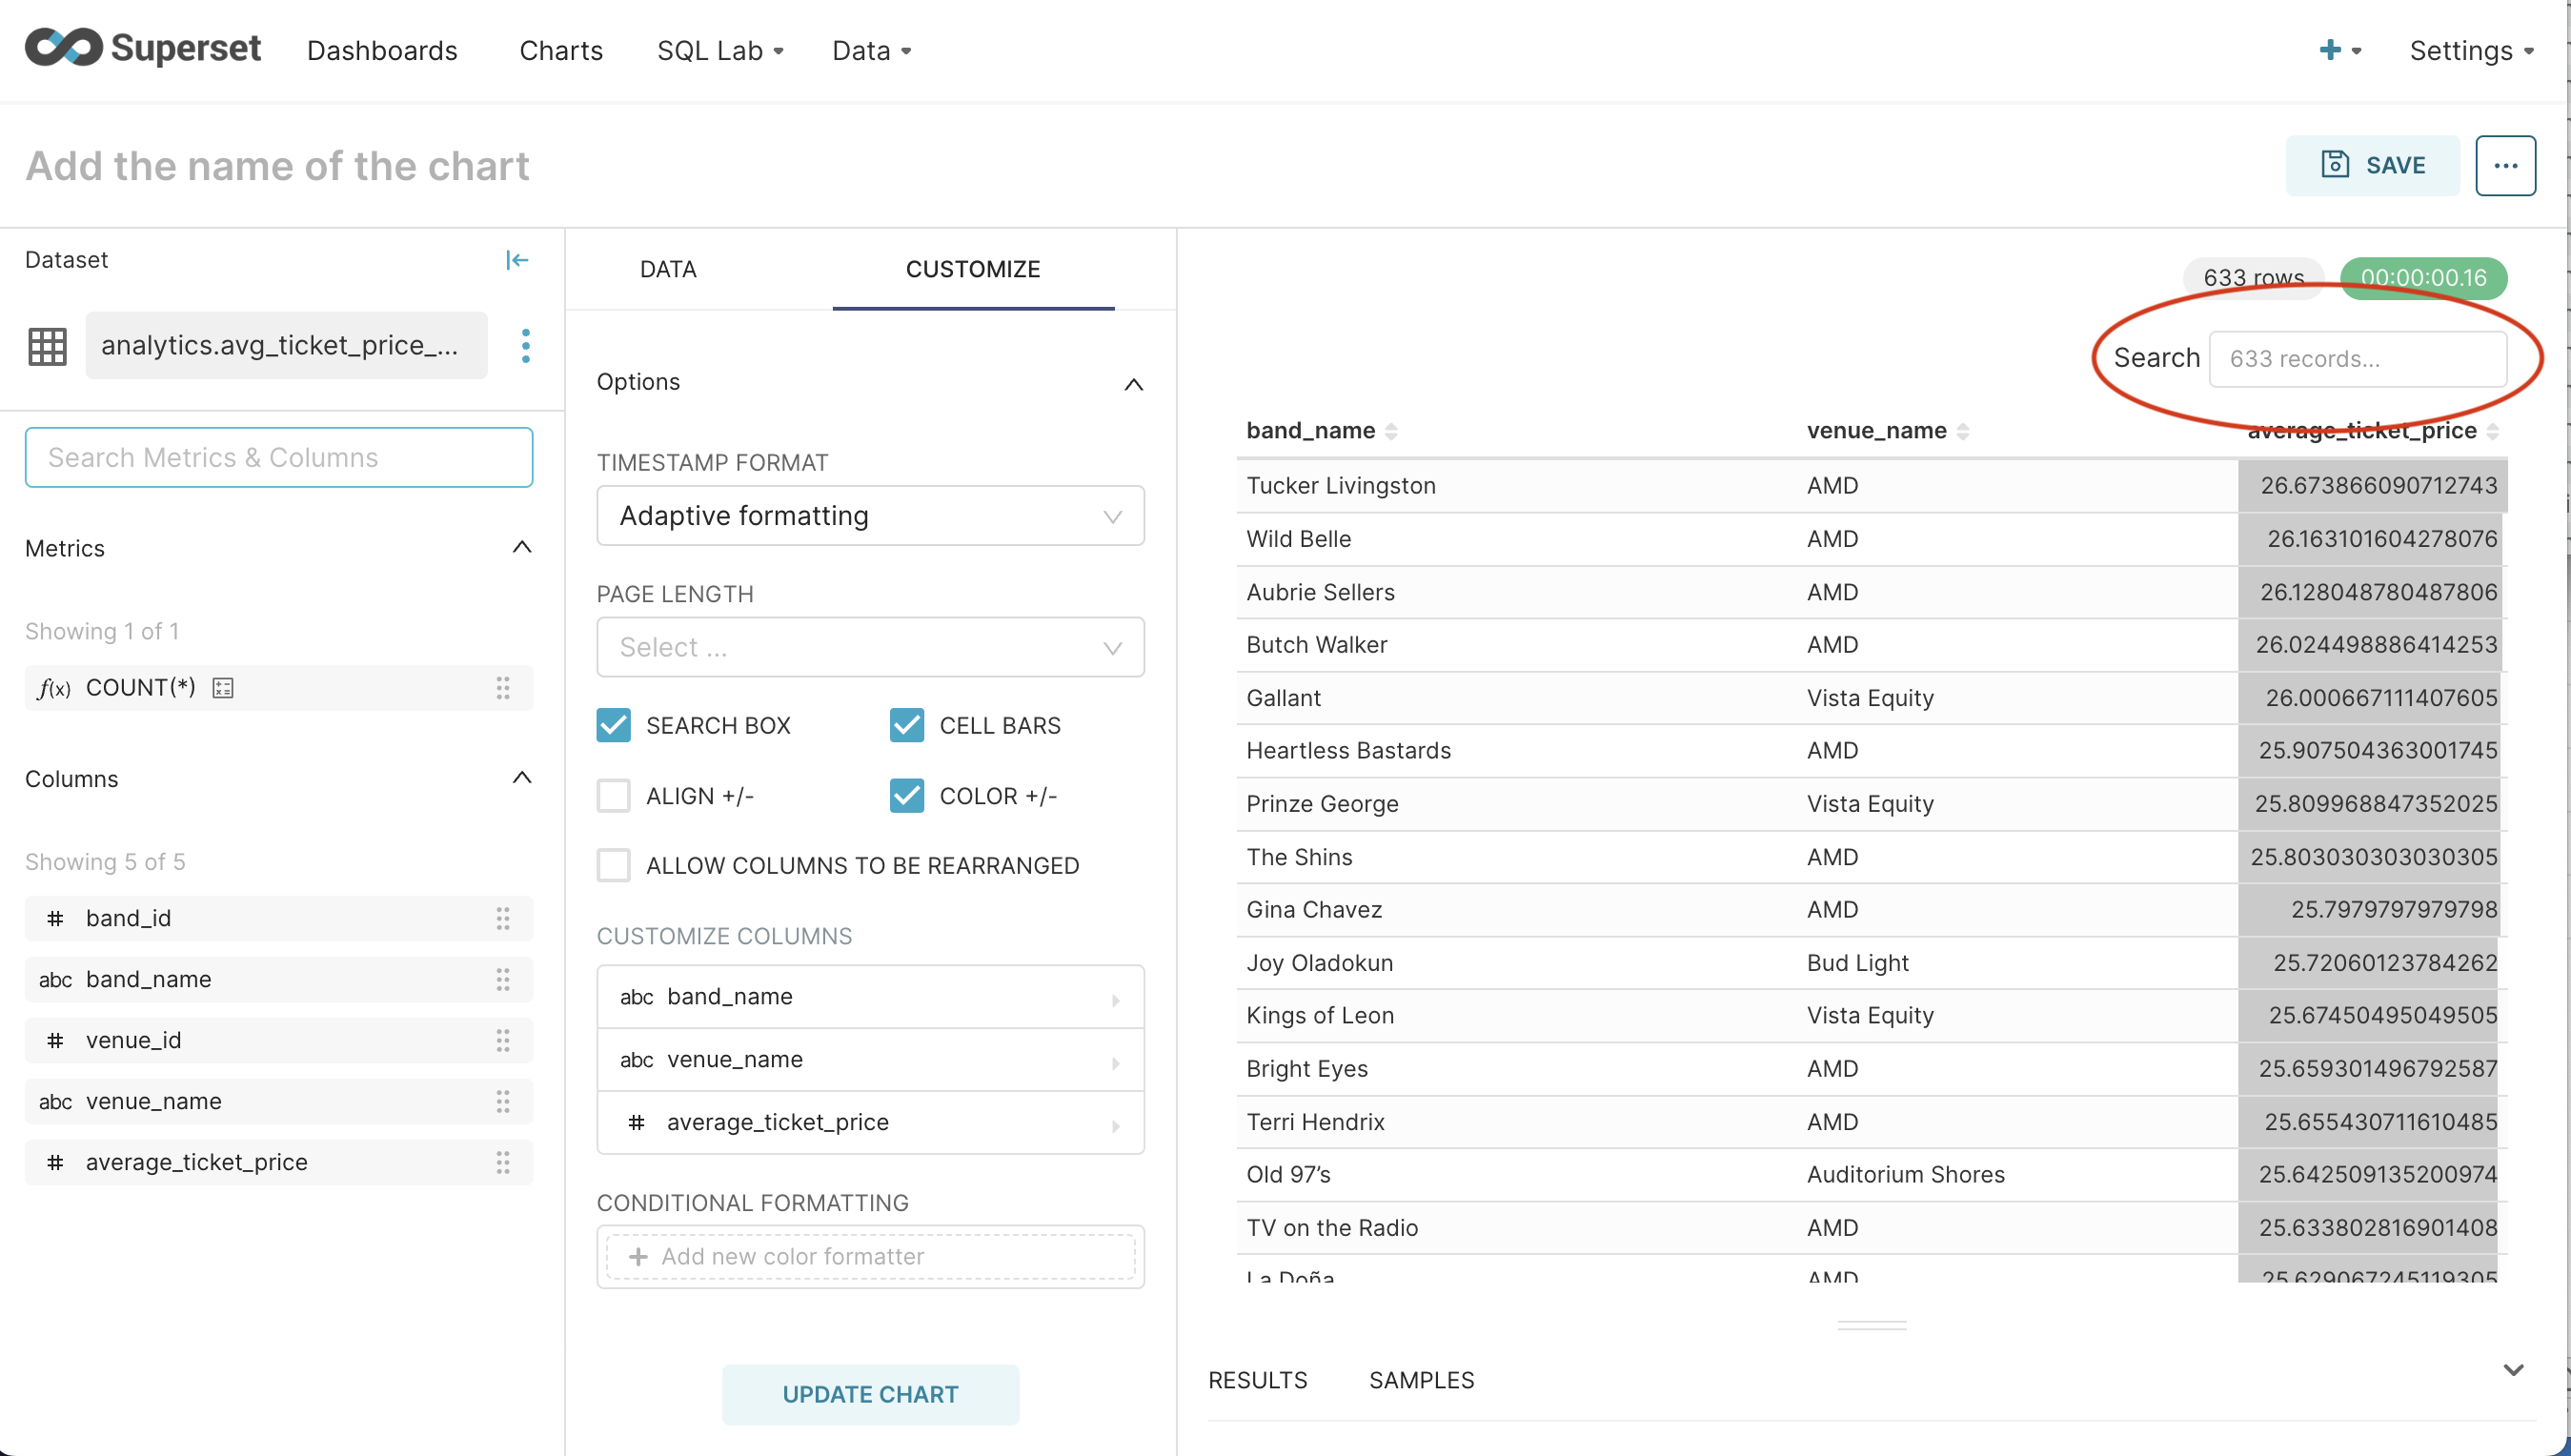 Superset Dashboards Charts SQL Lab Data Settings
Add the name of the chart
SAVE
Dataset
analytics.avg_ticket_price_...
Search Metrics & Columns
Metrics
Showing 1 of 1
f(x) COUNT(*)
Columns
Showing 5 of 5
# band_id
abc band_name
# venue_id
abc venue_name
# average_ticket_price
DATA CUSTOMIZE
Options
TIMESTAMP FORMAT
Adaptive formatting
PAGE LENGTH
Select ...
SEARCH BOX CELL BARS
ALIGN +/- COLOR +/-
ALLOW COLUMNS TO BE REARRANGED
CUSTOMIZE COLUMNS
abc band_name
abc venue_name
# average_ticket_price
CONDITIONAL FORMATTING
+ Add new color formatter
UPDATE CHART
633 rows 00:00:00.16
Search 633 records...
band_name venue_name average_ticket_price
Tucker Livingston AMD 26.673866090712743
Wild Belle AMD 26.163101604278076
Aubrie Sellers AMD 26.128048780487806
Butch Walker AMD 26.024498886414253
Gallant Vista Equity 26.000667111407605
Heartless Bastards AMD 25.907504363001745
Prinze George Vista Equity 25.809968847352025
The Shins AMD 25.803030303030305
Gina Chavez AMD 25.7979797979798
Joy Oladokun Bud Light 25.72060123784262
Kings of Leon Vista Equity 25.67450495049505
Bright Eyes AMD 25.659301496792587
Terri Hendrix AMD 25.655430711610485
Old 97’s Auditorium Shores 25.642509135200974
TV on the Radio AMD 25.633802816901408
La Doña AMD 25.629067245119305
RESULTS SAMPLES